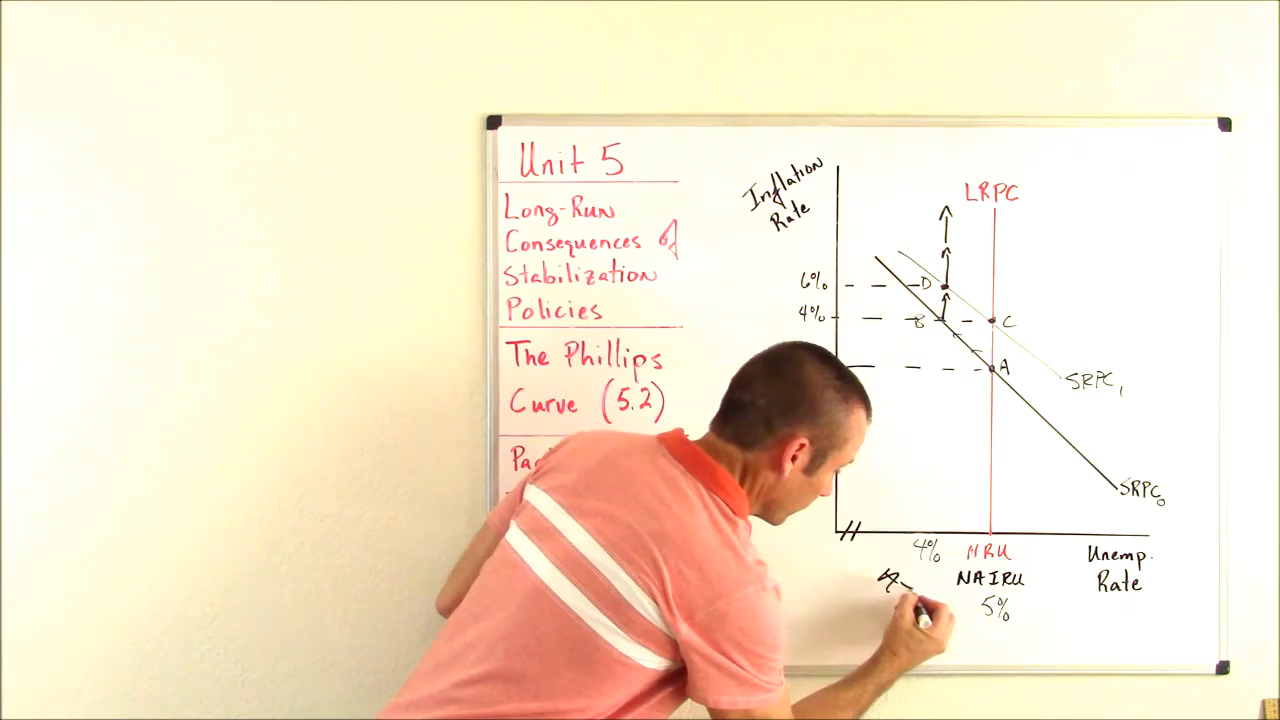 Unit 5
Long-Run
Consequences of
Stabilization
Policies
The Phillips
Curve (5.2)
Inflation
Rate
LRPC
6%
D
4%
B
C
A
SRPC1
SRPC0
4%
NRU
NAIRU
5%
Unemp.
Rate